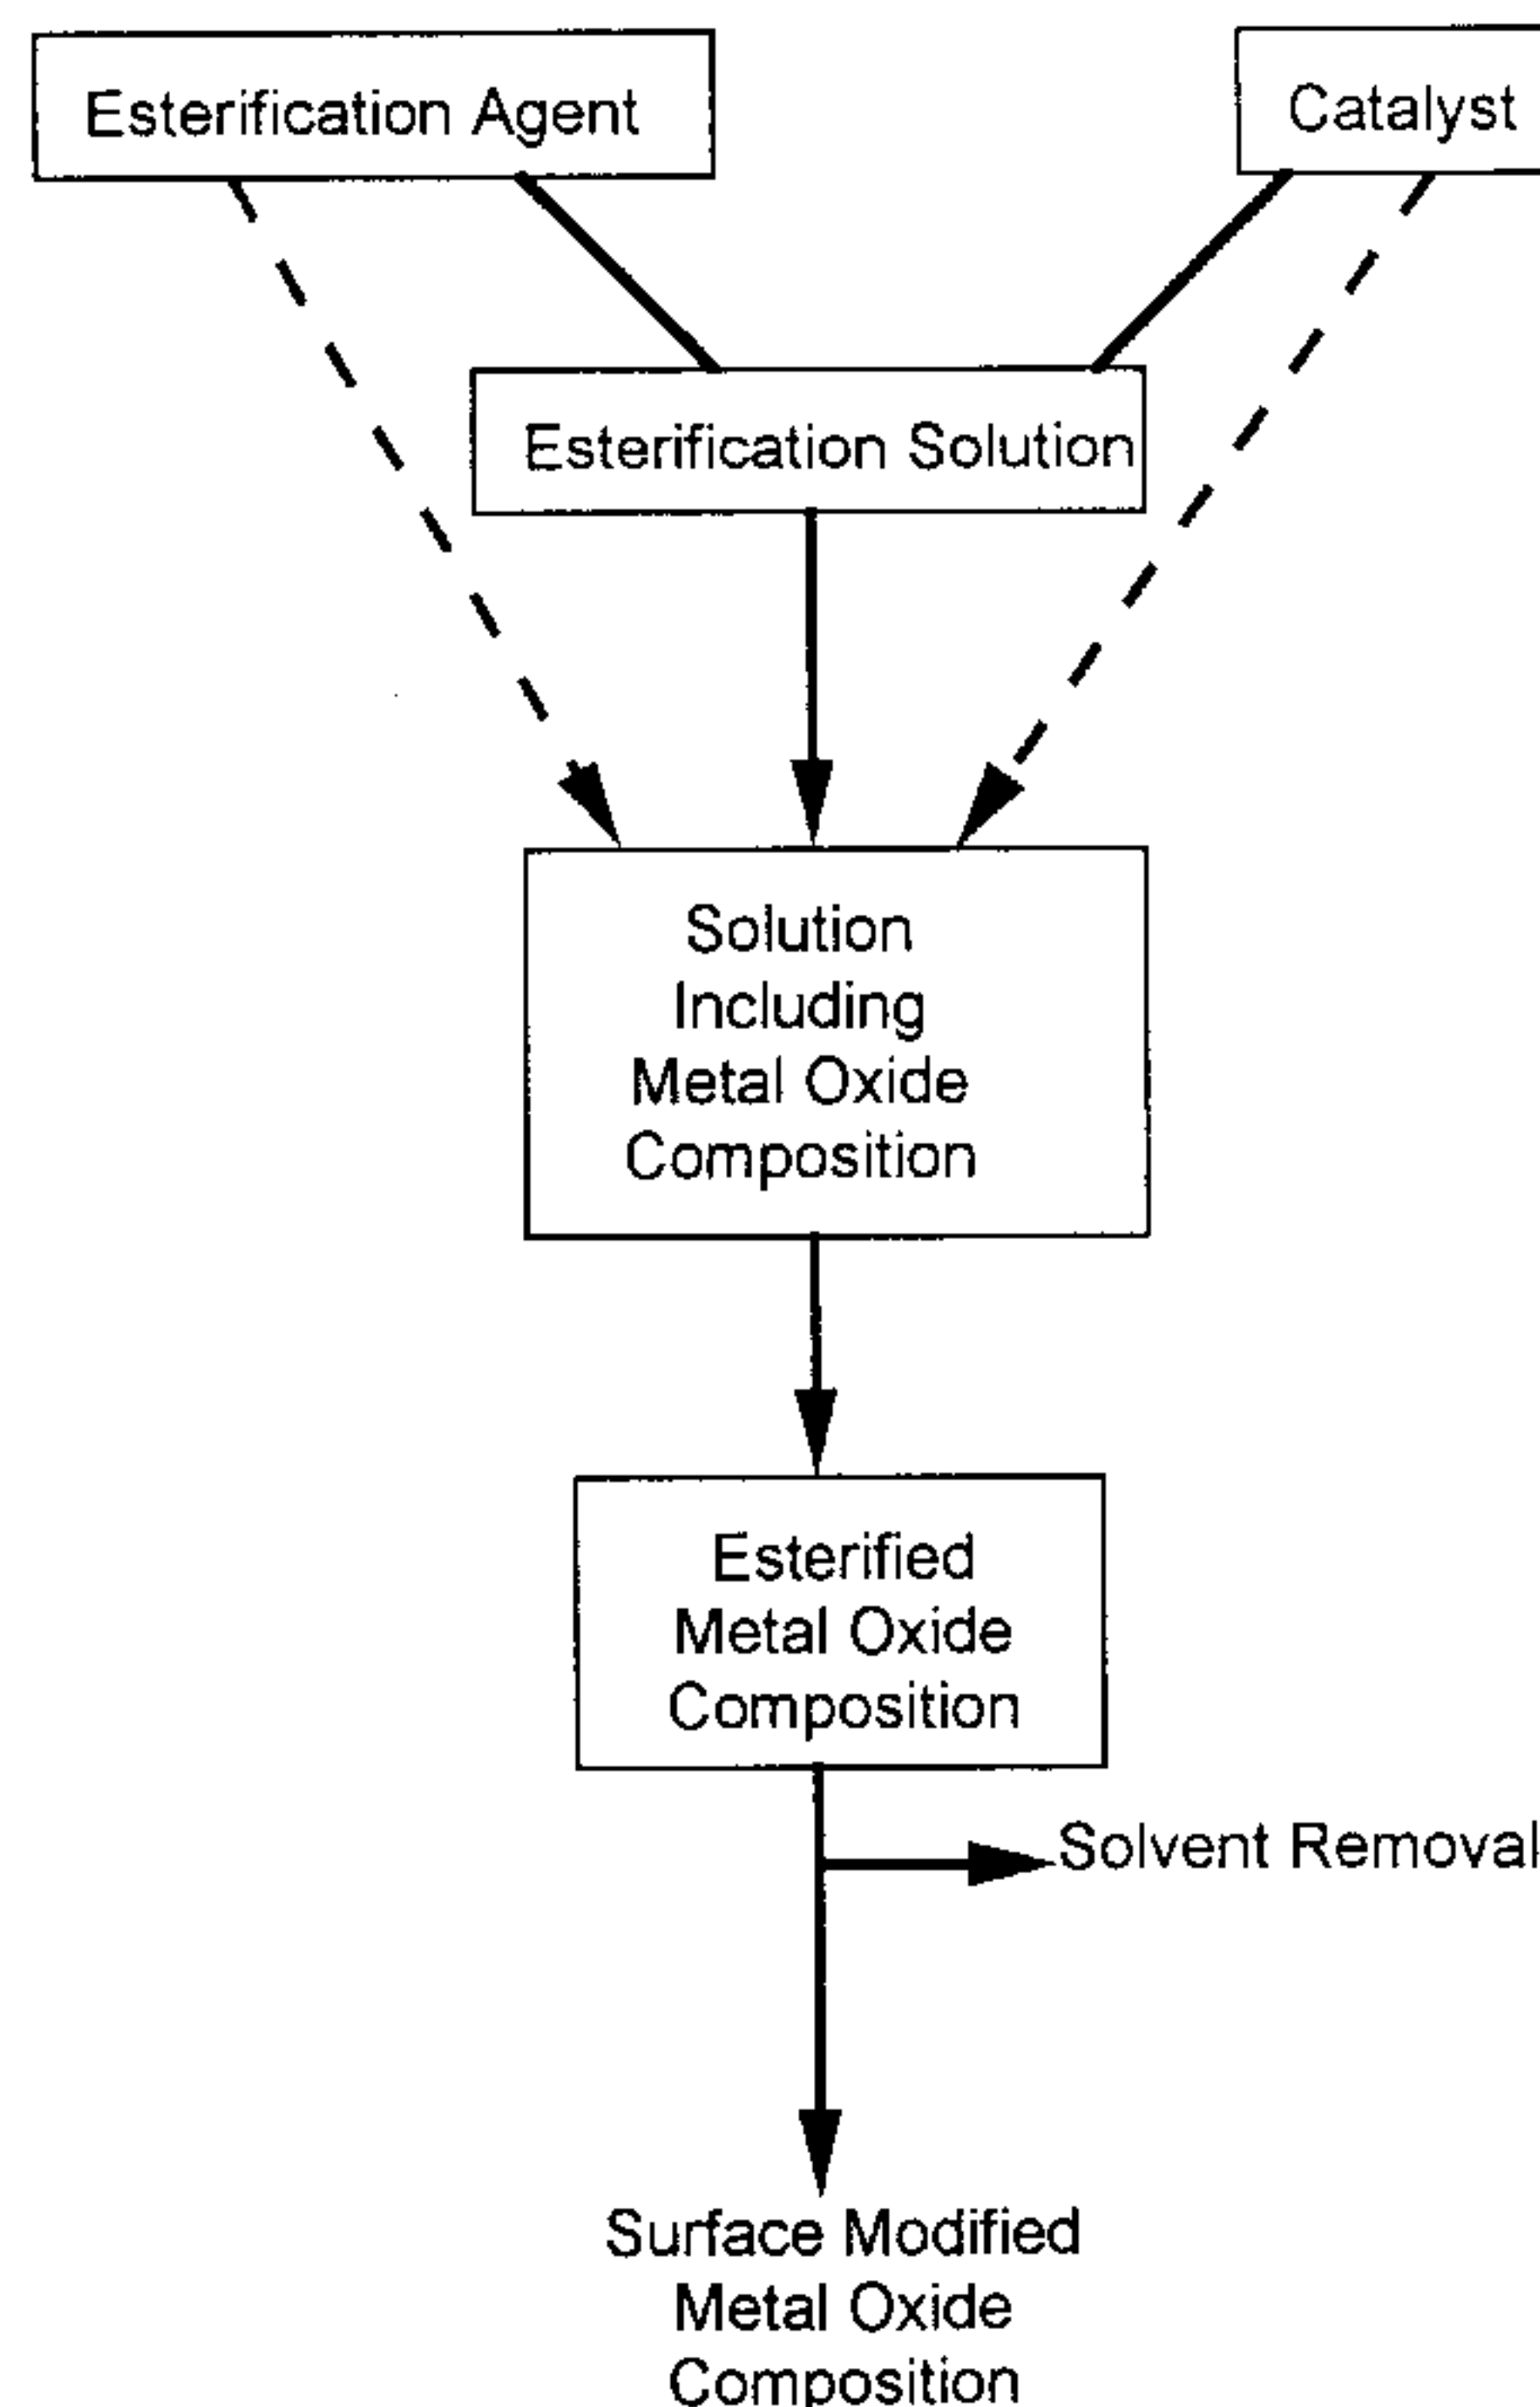 Esterification Agent
Catalyst
Esterification Solution
Solution
Including
Metal Oxide
Composition
Esterified
Metal Oxide
Composition
Solvent Removal
Surface Modified
Metal Oxide
Composition